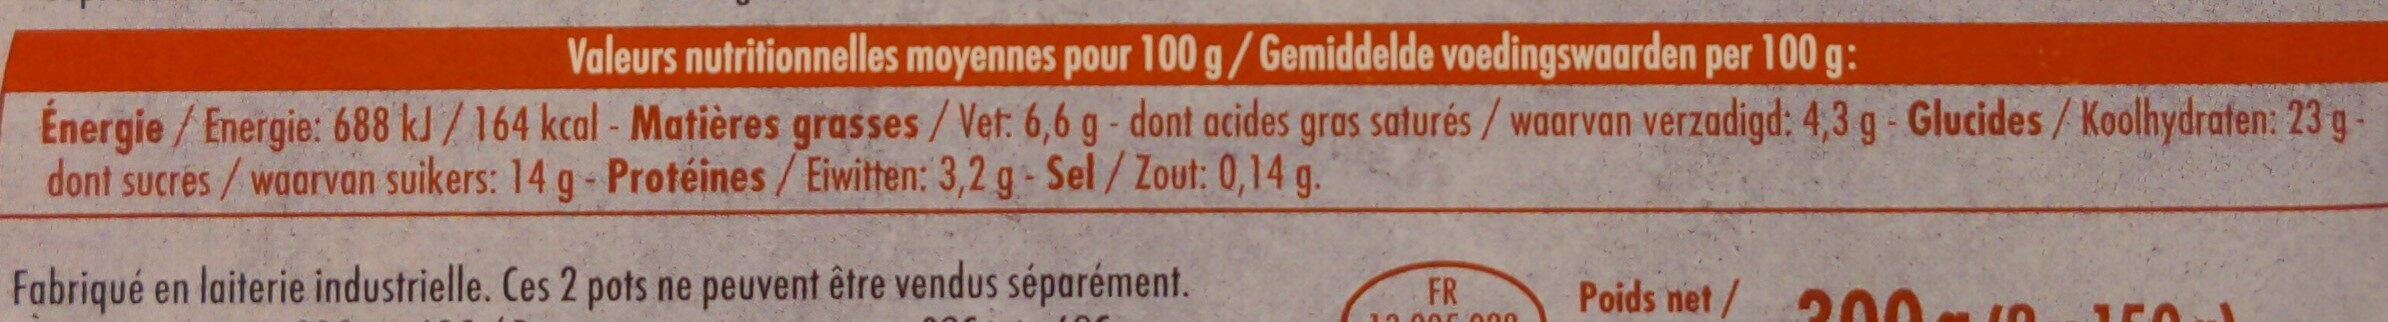 Valeurs nutritionnelles moyennes pour 100 g / Gemiddelde voedingswaarden per 100 g:
Énergie / Energie: 688 kJ / 164 kcal - Matières grasses / Vet: 6,6 g - dont acides gras saturés / waarvan verzadigd: 4,3 g - Glucides / Koolhydraten: 23 g -
dont sucres / waarvan suikers: 14 g - Protéines / Eiwitten: 3,2 g - Sel / Zout: 0,14 g.
Fabriqué en laiterie industrielle. Ces 2 pots ne peuvent être vendus séparément.
FR
Poids net /